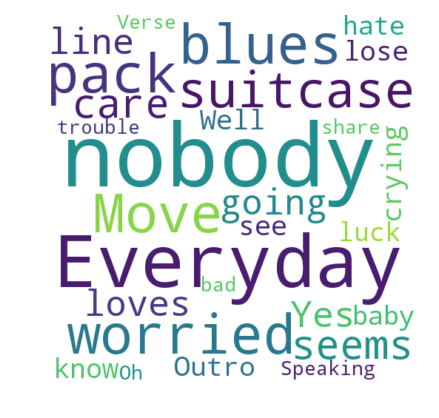 Verse
hate
line
blues
lose
pack
suitcase
care
Well
trouble
share
nobody
crying
Move
going
see
luck
Everyday
bad
loves
Yes
baby
worried
seems
know
Oh
Outro
Speaking